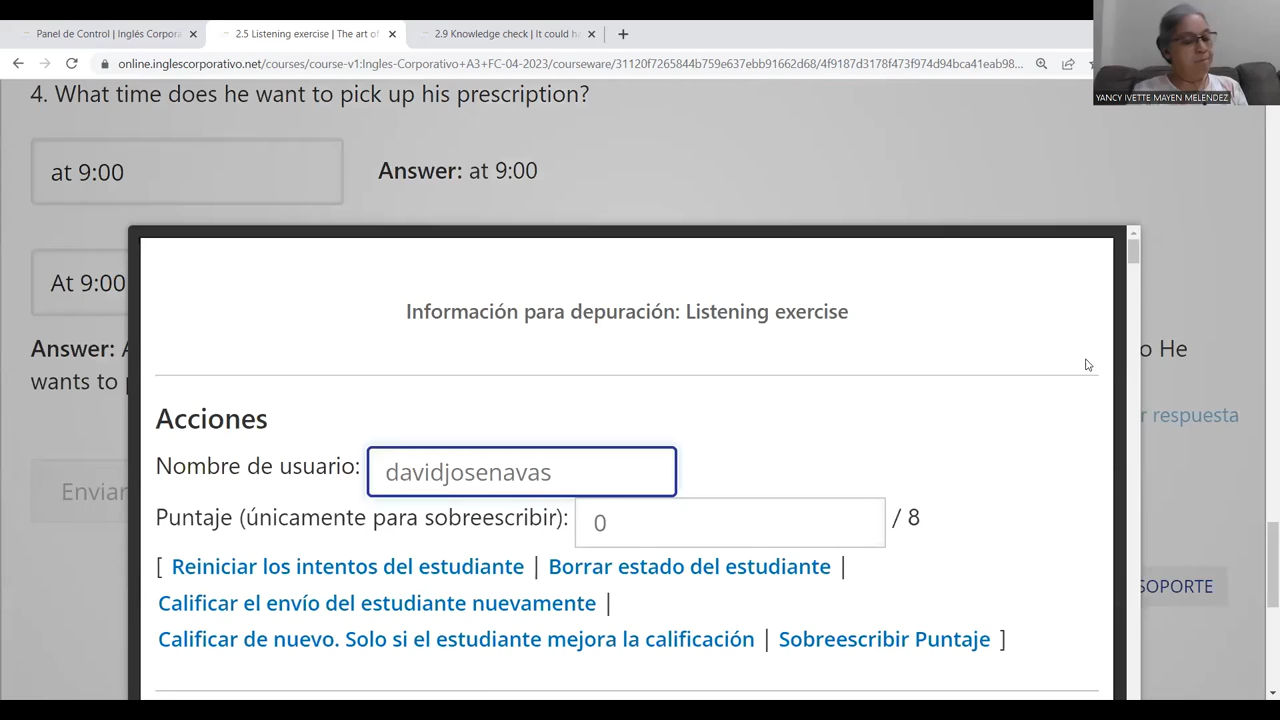 Panel de Control | Inglés Corpora
2.5 Listening exercise | The art of
2.9 Knowledge check | It could h
online.inglescorporativo.net/courses/course-v1:Ingles-Corporativo+A3+FC-04-2023/courseware/31120f7265844b759e637ebb91662d68/4f9187d3178f473f974d94bca41eab98...
YANCY IVETTE MAYEN MELENDEZ
4. What time does he want to pick up his prescription?
at 9:00
Answer: at 9:00
At 9:00
Información para depuración: Listening exercise
Answer:
o He
wants to
Acciones
r respuesta
Nombre de usuario: davidjosenavas
Enviar
Puntaje (únicamente para sobreescribir): 0 / 8
[ Reiniciar los intentos del estudiante | Borrar estado del estudiante |
SOPORTE
Calificar el envío del estudiante nuevamente |
Calificar de nuevo. Solo si el estudiante mejora la calificación | Sobreescribir Puntaje ]